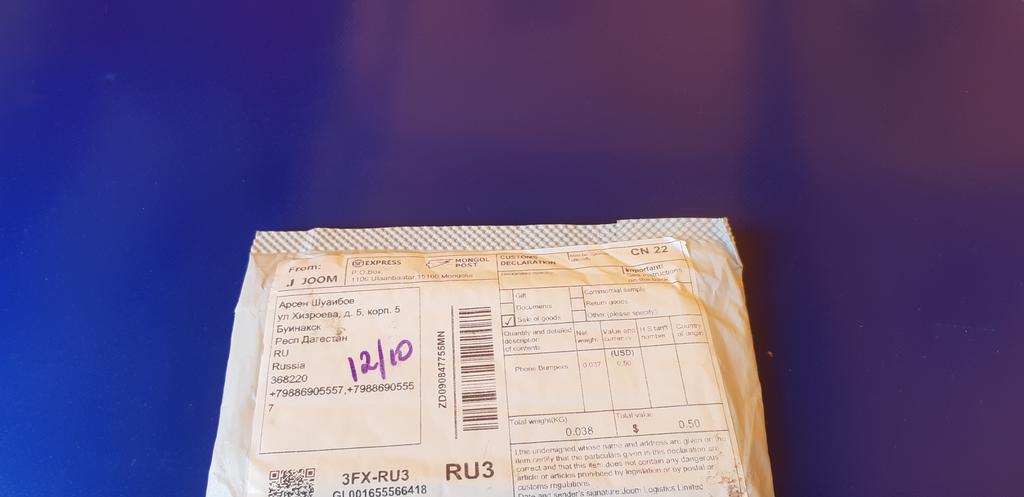 From:
JOOM
EXPRESS
MONGOL
POST
P.O.Box
1106 Ulaanbaatar 15160 Mongolia
CUSTOMS
DECLARATION
CN 22
Important!
Арсен Шуаибов
ул Хизроева, д. 5, корп. 5
Буйнакск
Респ Дагестан
RU
Russia
368220
+79886905557,+7988690555
7
12/10
ZD090847755MN
Gift
Documents
Sale of goods
Commercial sample
Return goods
Other (please specify):
Quantity and detailed
description
of contents
Net
weight
Value and
currency
(USD)
H S tariff
number
Country
of origin
Phone Bumpers 0.037 0.50
Total weight(KG)
0.038
Total value
$ 0.50
I,the undersigned,whose name and address are given on the
item,certify that the particulars given in this declaration are
correct and that this item does not contain any dangerous
article or articles prohibited by legislation or by postal or
customs regulations
Date and sender's signature:Joom Logistics Limited
3FX-RU3
RU3
GL001655566418